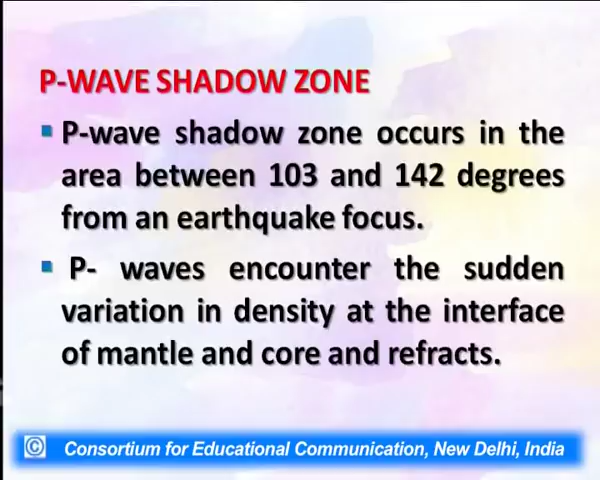 P-WAVE SHADOW ZONE
▪ P-wave shadow zone occurs in the
area between 103 and 142 degrees
from an earthquake focus.
▪ P- waves encounter the sudden
variation in density at the interface
of mantle and core and refracts.
© Consortium for Educational Communication, New Delhi, India